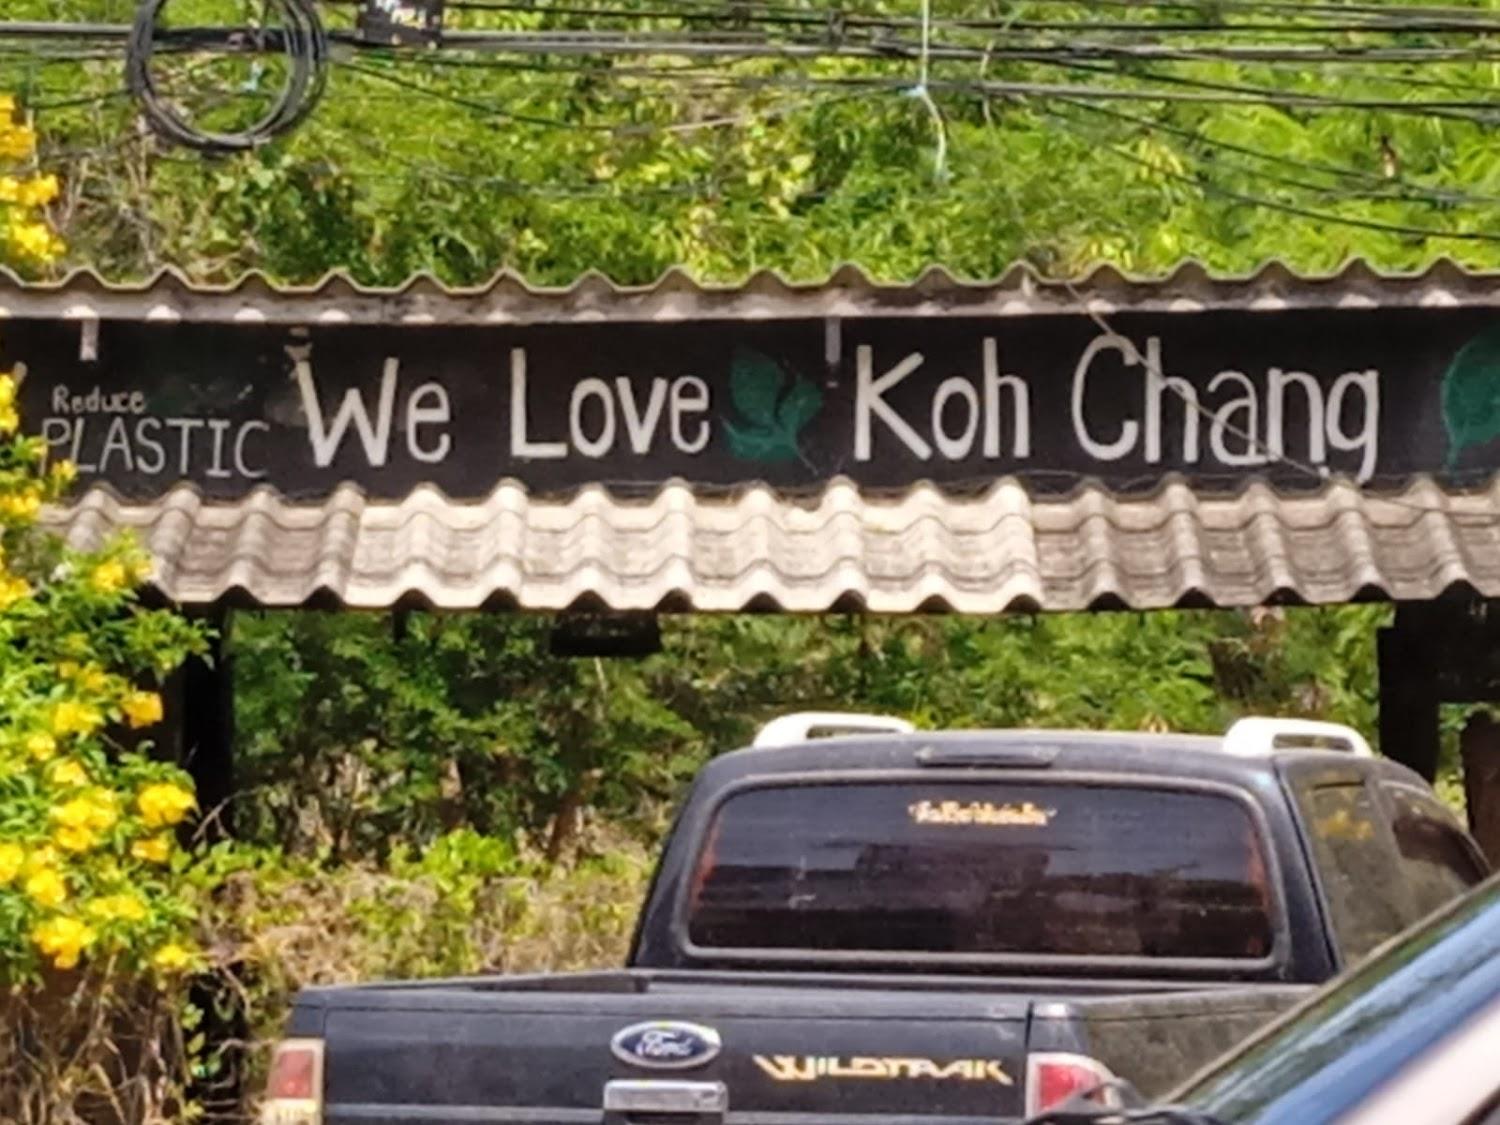 Reduce
PLASTIC
We Love Koh Chang
Ford
WILDTRAK